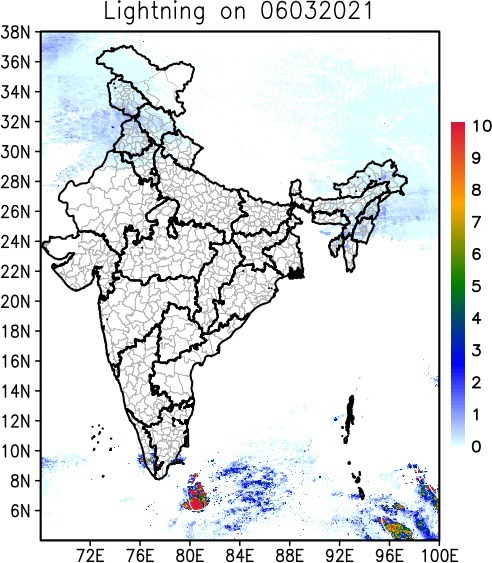 Lightning on 06032021
38N
36N
34N
32N
30N
28N
26N
24N
22N
20N
18N
16N
14N
12N
10N
8N
6N
72E 76E 80E 84E 88E 92E 96E 100E
10
9
8
7
6
5
4
3
2
1
0